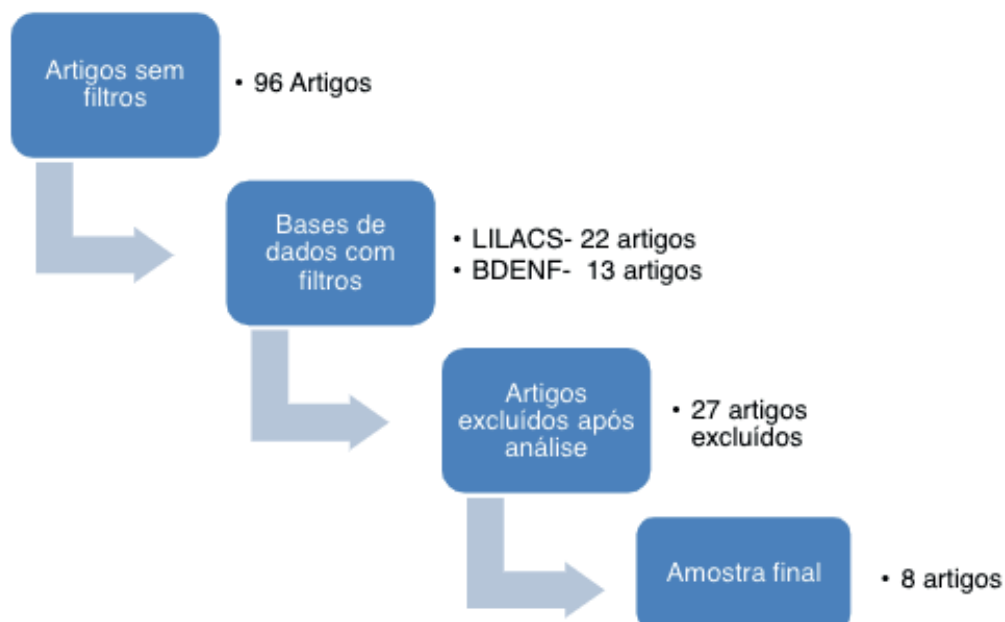 Artigos sem
filtros
• 96 Artigos
Bases de
dados com
filtros
• LILACS- 22 artigos
• BDENF- 13 artigos
Artigos
excluídos após
análise
• 27 artigos
excluídos
Amostra final
• 8 artigos